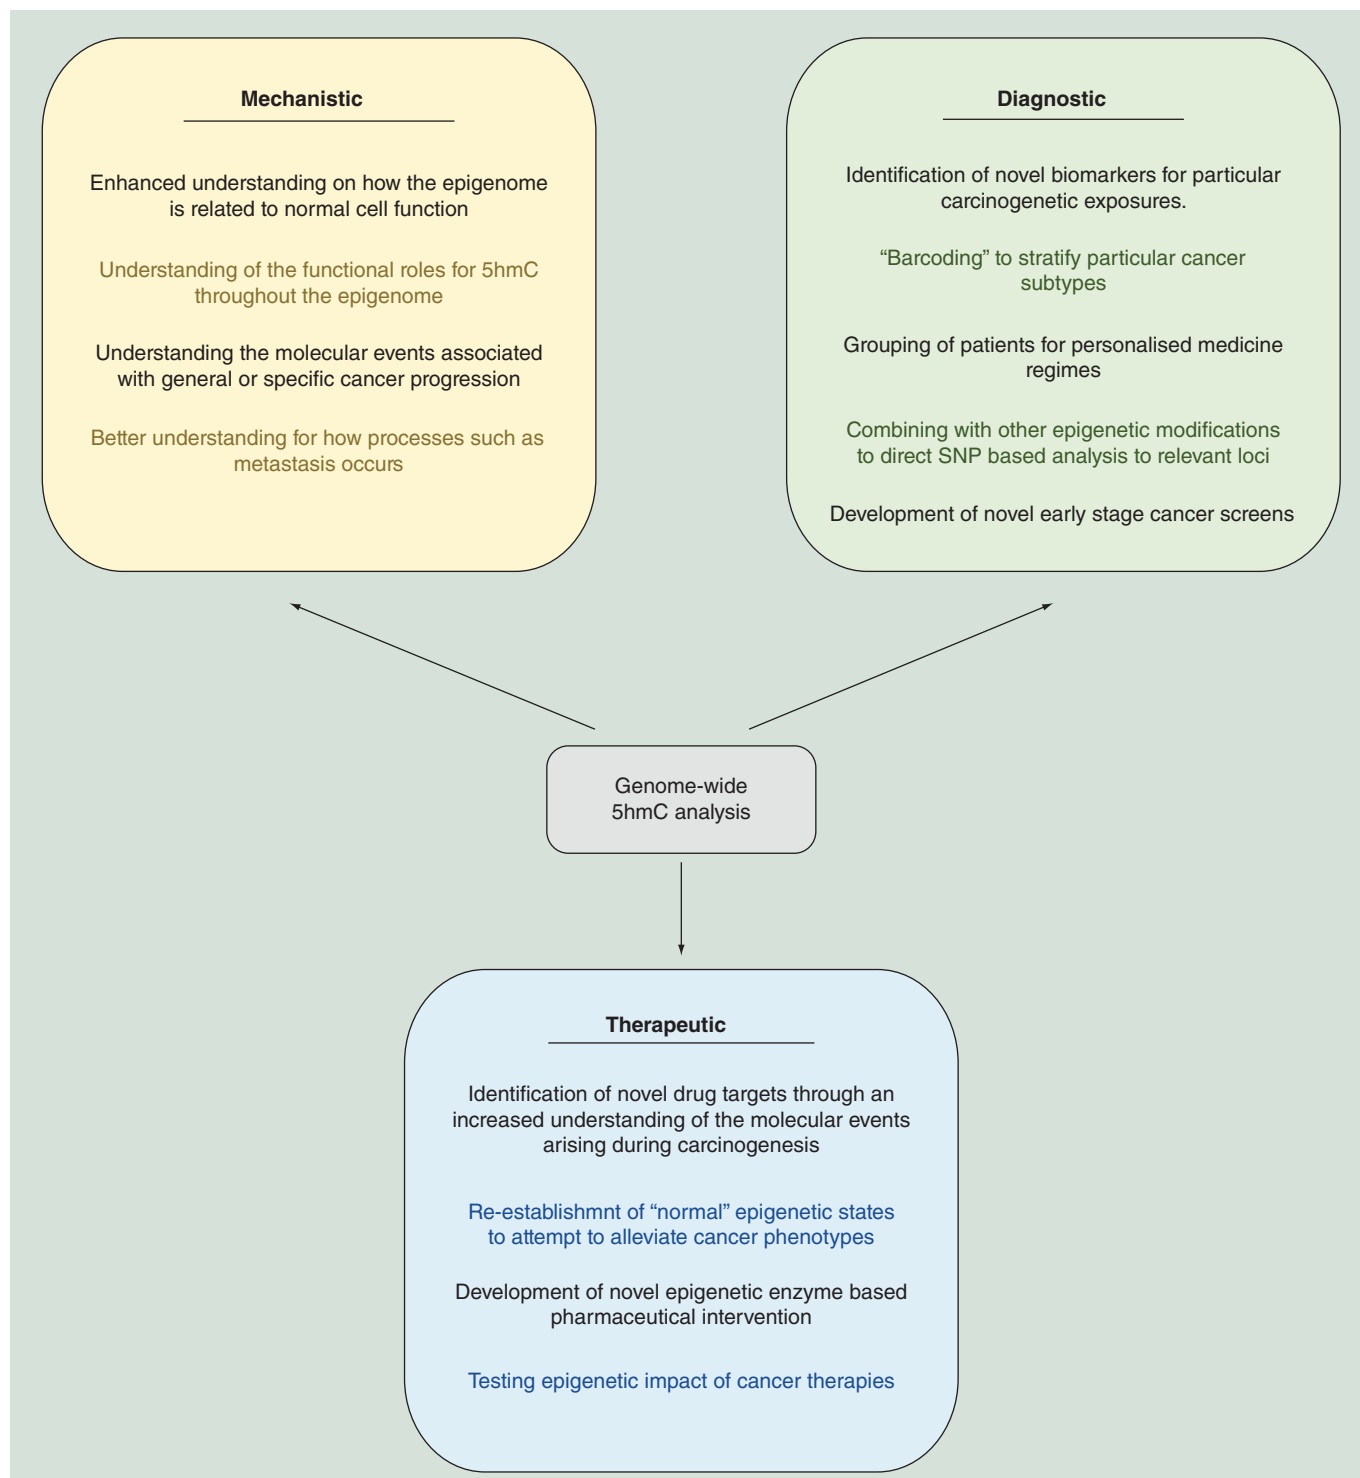 Mechanistic
Enhanced understanding on how the epigenome
is related to normal cell function
Understanding of the functional roles for 5hmC
throughout the epigenome
Understanding the molecular events associated
with general or specific cancer progression
Better understanding for how processes such as
metastasis occurs
Diagnostic
Identification of novel biomarkers for particular
carcinogenetic exposures.
“Barcoding” to stratify particular cancer
subtypes
Grouping of patients for personalised medicine
regimes
Combining with other epigenetic modifications
to direct SNP based analysis to relevant loci
Development of novel early stage cancer screens
Genome-wide
5hmC analysis
Therapeutic
Identification of novel drug targets through an
increased understanding of the molecular events
arising during carcinogenesis
Re-establishmnt of “normal” epigenetic states
to attempt to alleviate cancer phenotypes
Development of novel epigenetic enzyme based
pharmaceutical intervention
Testing epigenetic impact of cancer therapies